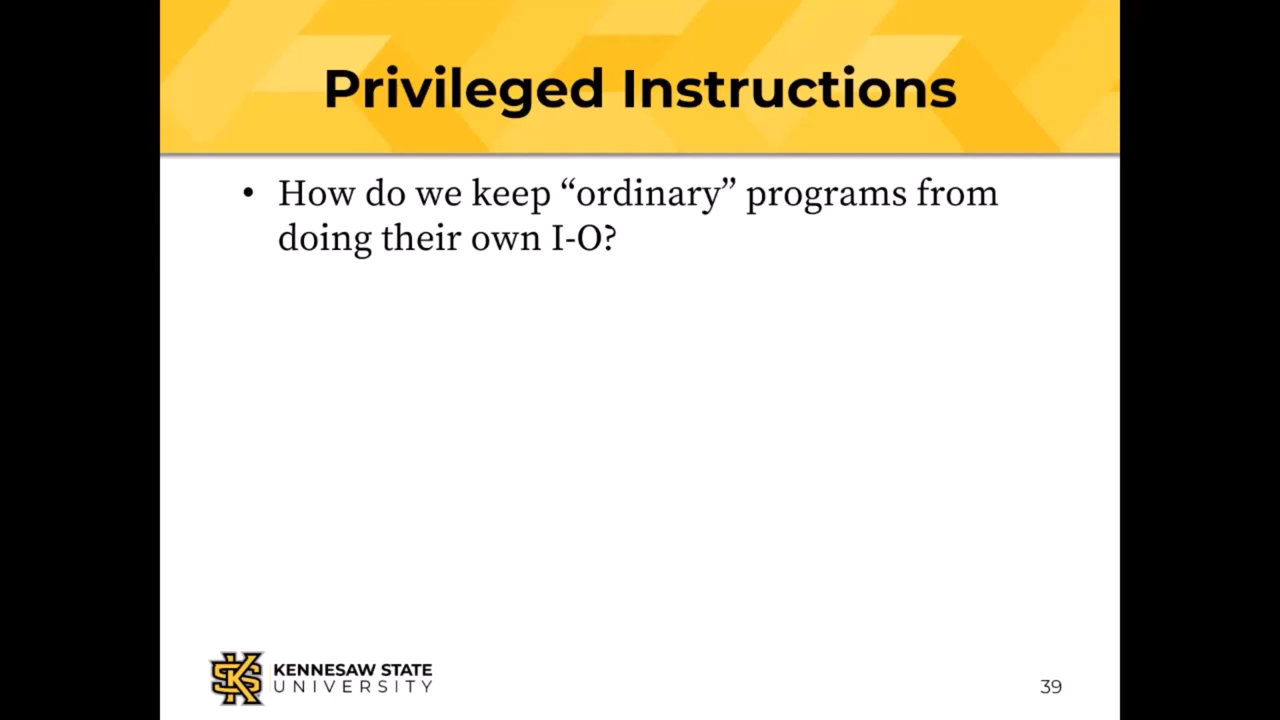 Privileged Instructions
• How do we keep “ordinary” programs from
doing their own I-O?
KENNESAW STATE
UNIVERSITY
39